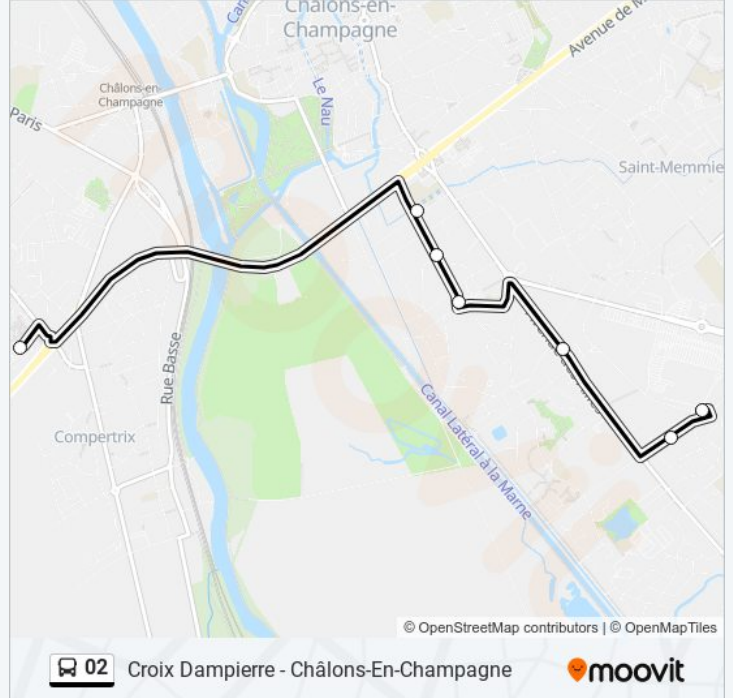 Châlons-en-
Champagne
Avenue de M
Châlons-en-
Champagne
Le Nau
Paris
Saint-Memmie
Rue Basse
Compertrix
Canal Latéral à la Marne
© OpenStreetMap contributors | © OpenMapTiles
02 Croix Dampierre - Châlons-En-Champagne moovit